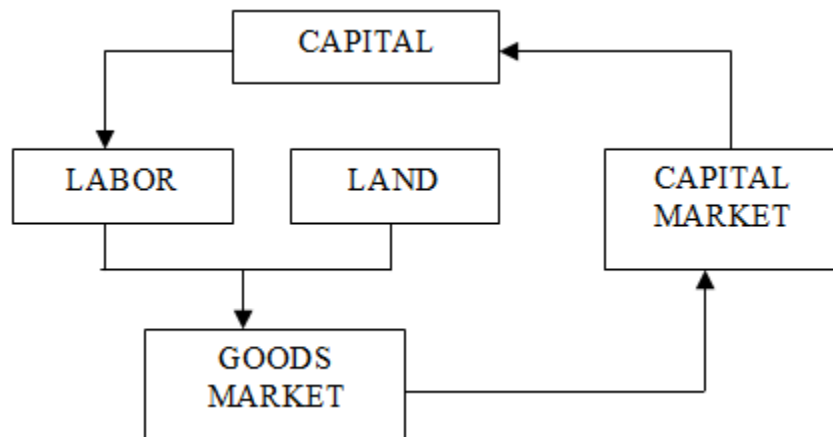 CAPITAL
LABOR
LAND
CAPITAL
MARKET
GOODS
MARKET